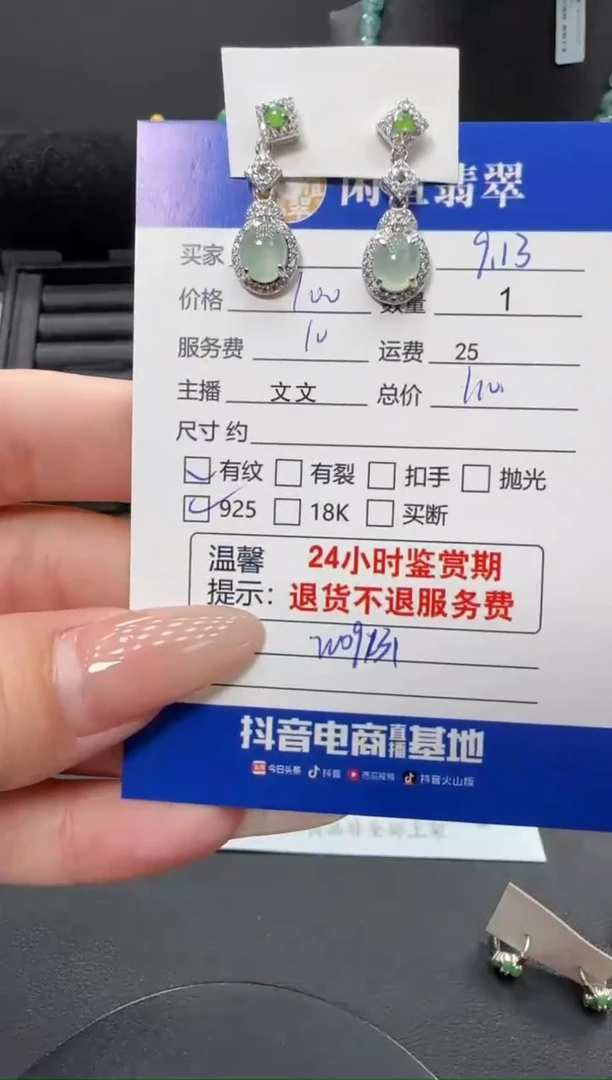 翡翠
买家 9.13
价格 100 数量 1
服务费 10 运费 25
主播 文文 总价 110
尺寸 约
有纹 有裂 扣手 抛光
925 18K 买断
温馨 24小时鉴赏期
提示: 退货不退服务费
抖音电商直播基地
今日头条 抖音 西瓜视频 抖音火山版